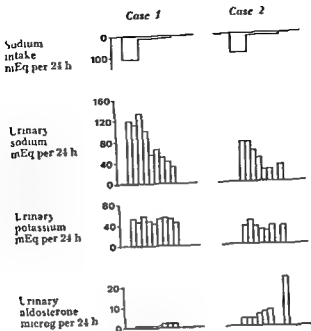 Case 1
Case 2
Sodium
intake
mEq per 24 h
0
100
Urinary
sodium
mEq per 24 h
160
120
80
40
0
Urinary
potassium
mEq per 24 h
80
40
0
Urinary
aldosterone
microg per 24 h
20
10
0